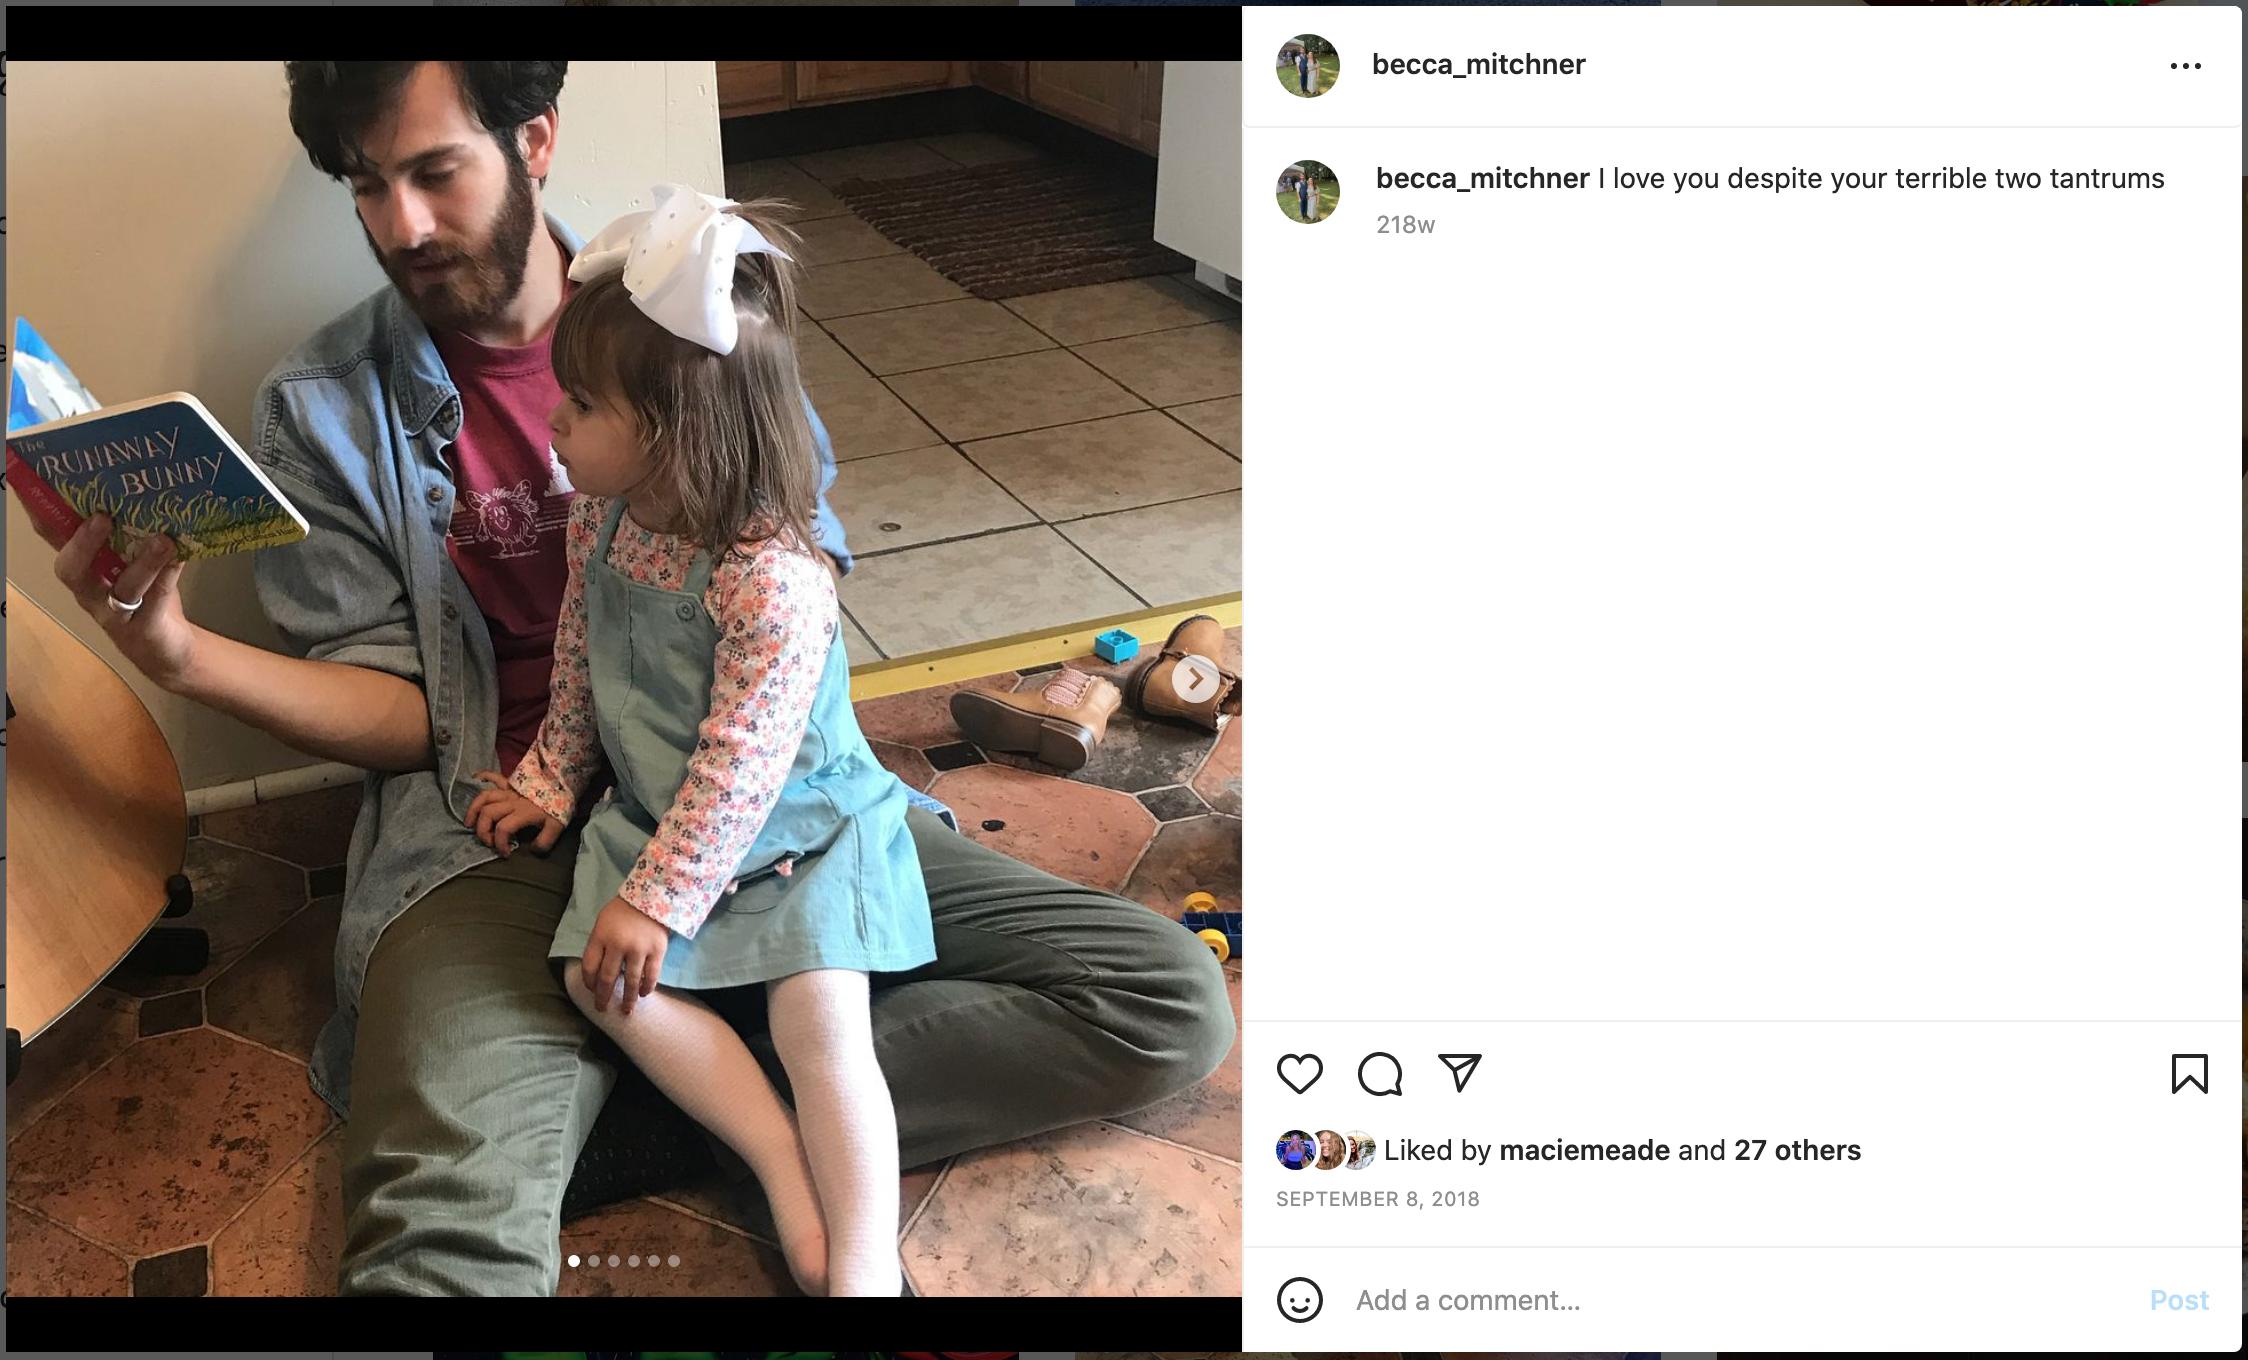 The
RUNAWAY
BUNNY
becca_mitchner
becca_mitchner I love you despite your terrible two tantrums
218w
Liked by maciemeade and 27 others
SEPTEMBER 8, 2018
Add a comment...
Post